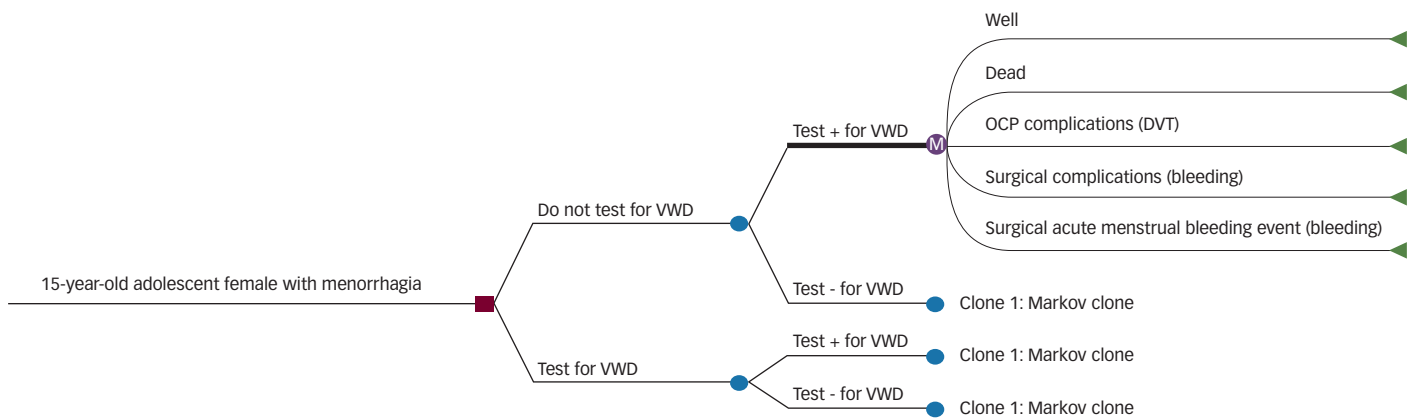 Well
Dead
Test + for VWD
M
OCP complications (DVT)
Surgical complications (bleeding)
Do not test for VWD
Surgical acute menstrual bleeding event (bleeding)
15-year-old adolescent female with menorrhagia
Test - for VWD
Clone 1: Markov clone
Test for VWD
Test + for VWD
Clone 1: Markov clone
Test - for VWD
Clone 1: Markov clone